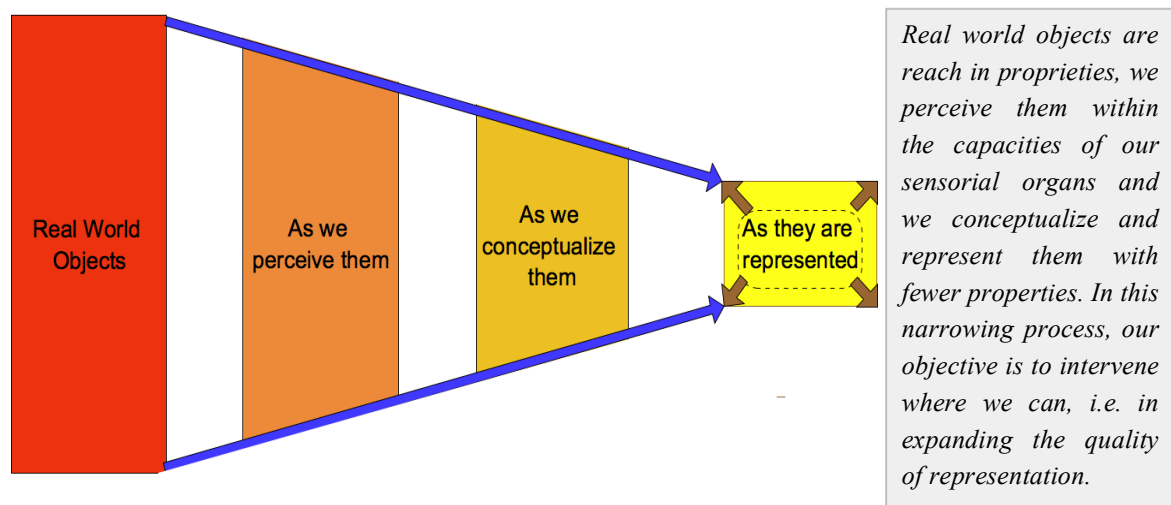 Real World
Objects
As we
perceive them
As we
conceptualize
them
As they are
represented
Real world objects are
reach in proprieties, we
perceive them within
the capacities of our
sensorial organs and
we conceptualize and
represent them with
fewer properties. In this
narrowing process, our
objective is to intervene
where we can, i.e. in
expanding the quality
of representation.